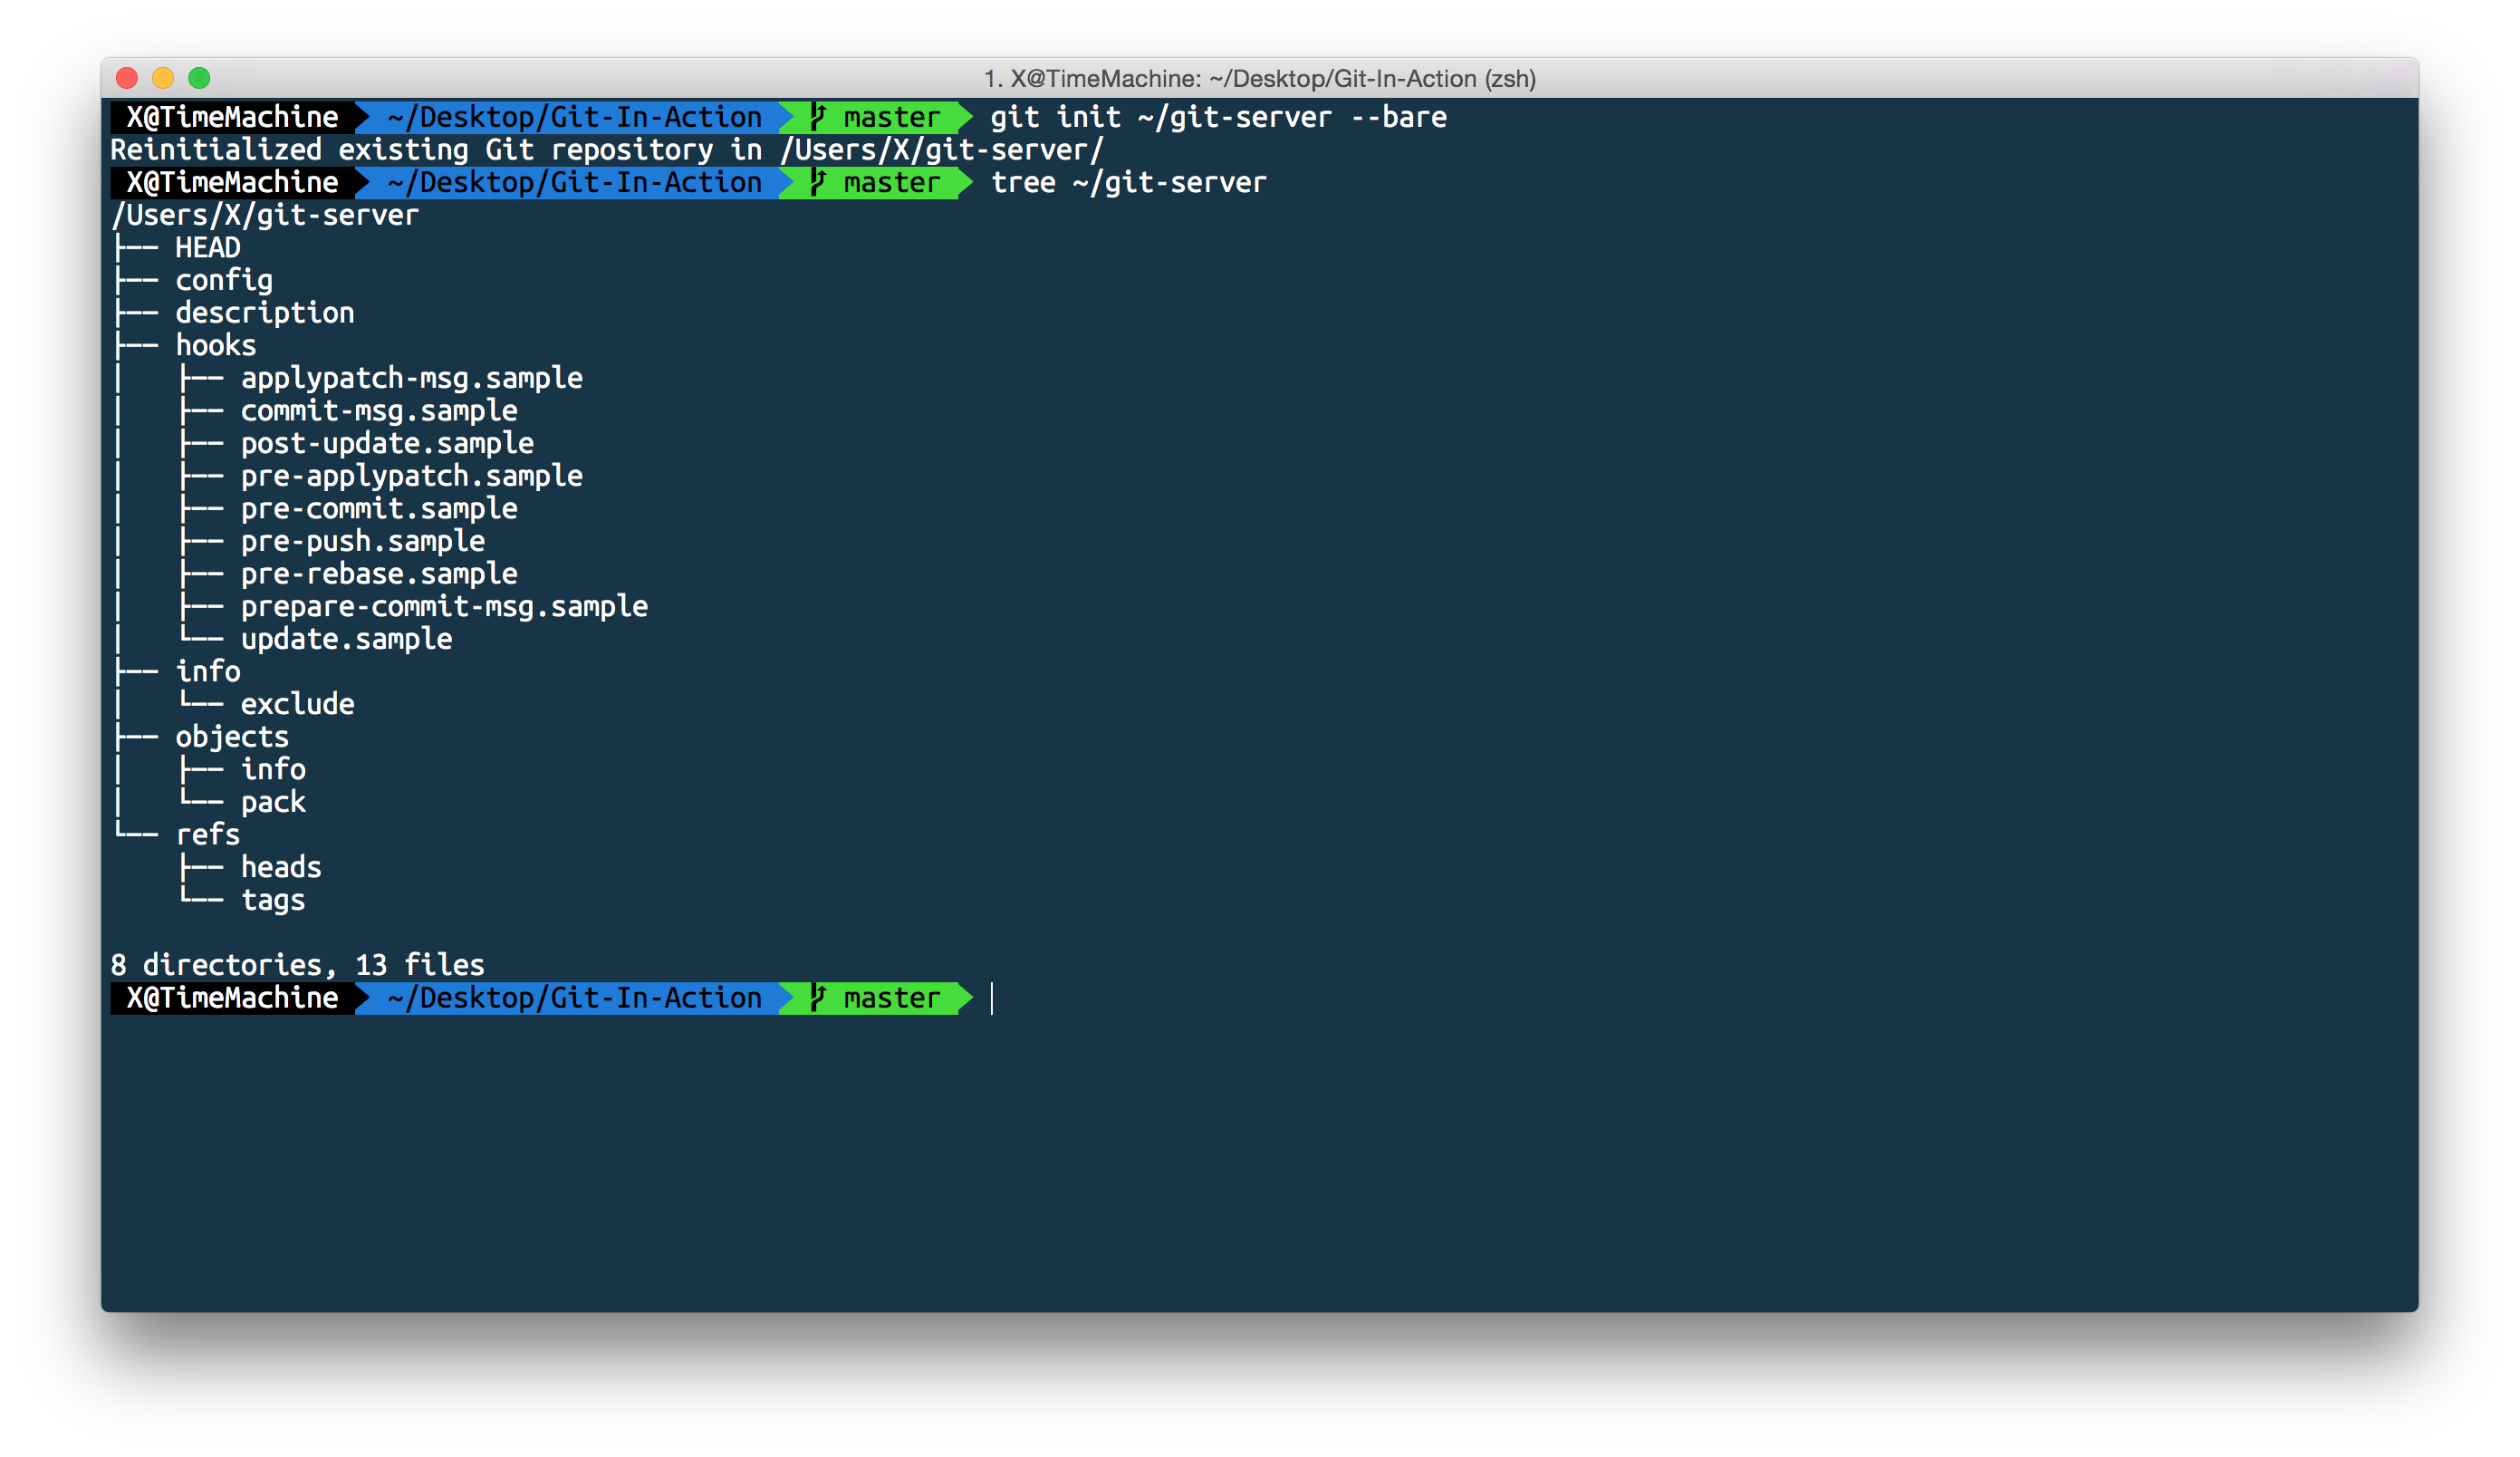 1. X@TimeMachine: ~/Desktop/Git-In-Action (zsh)
X@TimeMachine ~/Desktop/Git-In-Action master git init ~/git-server --bare
Reinitialized existing Git repository in /Users/X/git-server/
X@TimeMachine ~/Desktop/Git-In-Action master tree ~/git-server
/Users/X/git-server
├── HEAD
├── config
├── description
├── hooks
│   ├── applypatch-msg.sample
│   ├── commit-msg.sample
│   ├── post-update.sample
│   ├── pre-applypatch.sample
│   ├── pre-commit.sample
│   ├── pre-push.sample
│   ├── pre-rebase.sample
│   ├── prepare-commit-msg.sample
│   └── update.sample
├── info
│   └── exclude
├── objects
│   ├── info
│   └── pack
└── refs
    ├── heads
    └── tags
8 directories, 13 files
X@TimeMachine ~/Desktop/Git-In-Action master